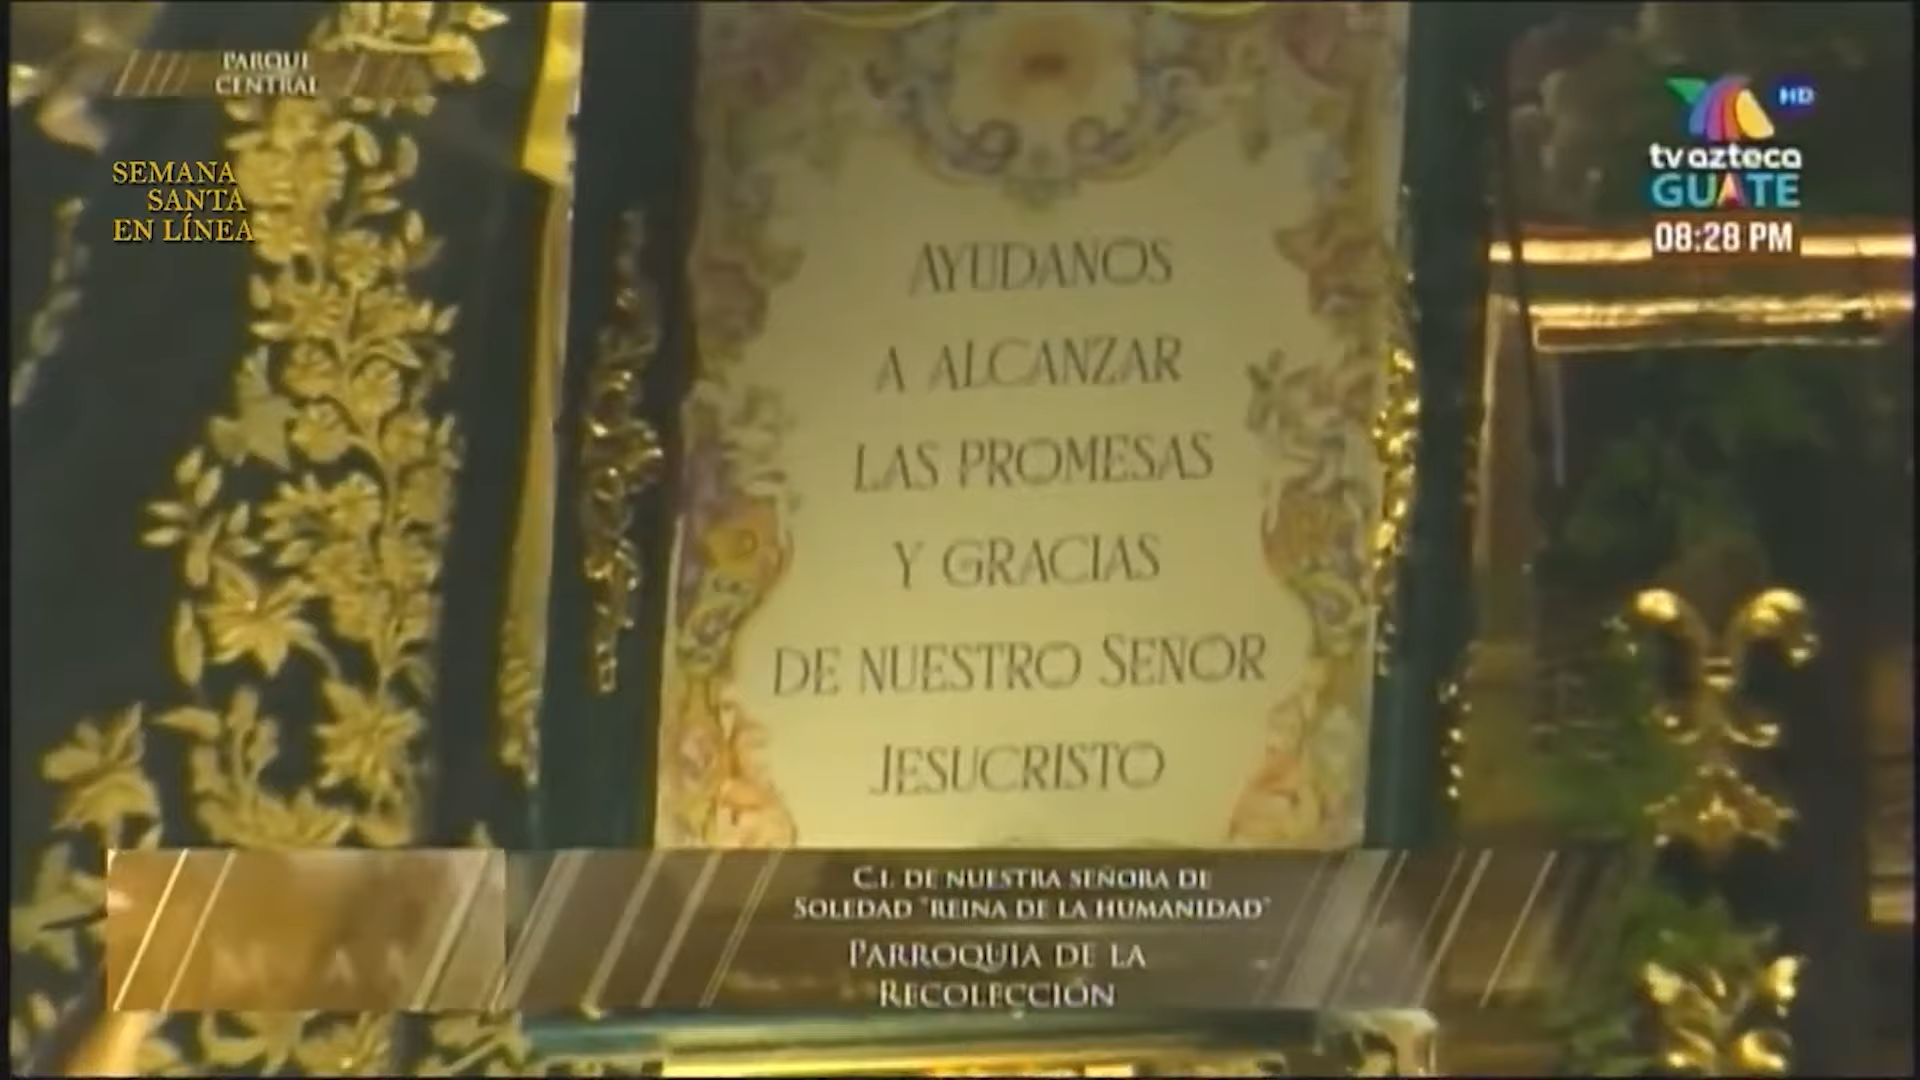 PARQUE
CENTRAL
SEMANA
SANTA
EN LÍNEA
HD
tv azteca
GUATE
08:28 PM
AYUDANOS
A ALCANZAR
LAS PROMESAS
Y GRACIAS
DE NUESTRO SEÑOR
JESUCRISTO
C.I. DE NUESTRA SEÑORA DE
SOLEDAD "REINA DE LA HUMANIDAD"
PARROQUIA DE LA
RECOLECCIÓN